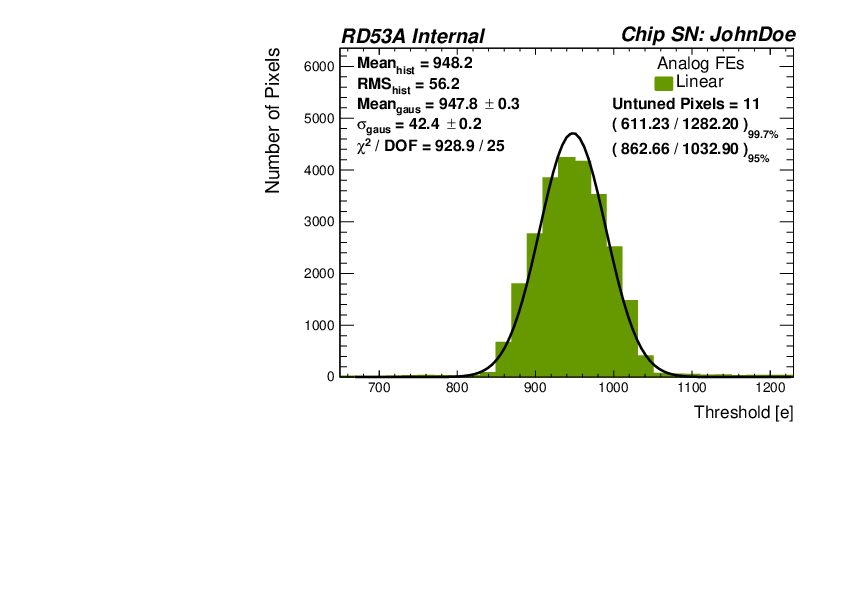 RD53A Internal
Chip SN: JohnDoe
Mean_hist = 948.2
RMS_hist = 56.2
Mean_gaus = 947.8 ± 0.3
σ_gaus = 42.4 ± 0.2
χ² / DOF = 928.9 / 25
Analog FEs
Linear
Untuned Pixels = 11
( 611.23 / 1282.20 )99.7%
( 862.66 / 1032.90 )95%
Number of Pixels
6000
5000
4000
3000
2000
1000
0
700 800 900 1000 1100 1200
Threshold [e]